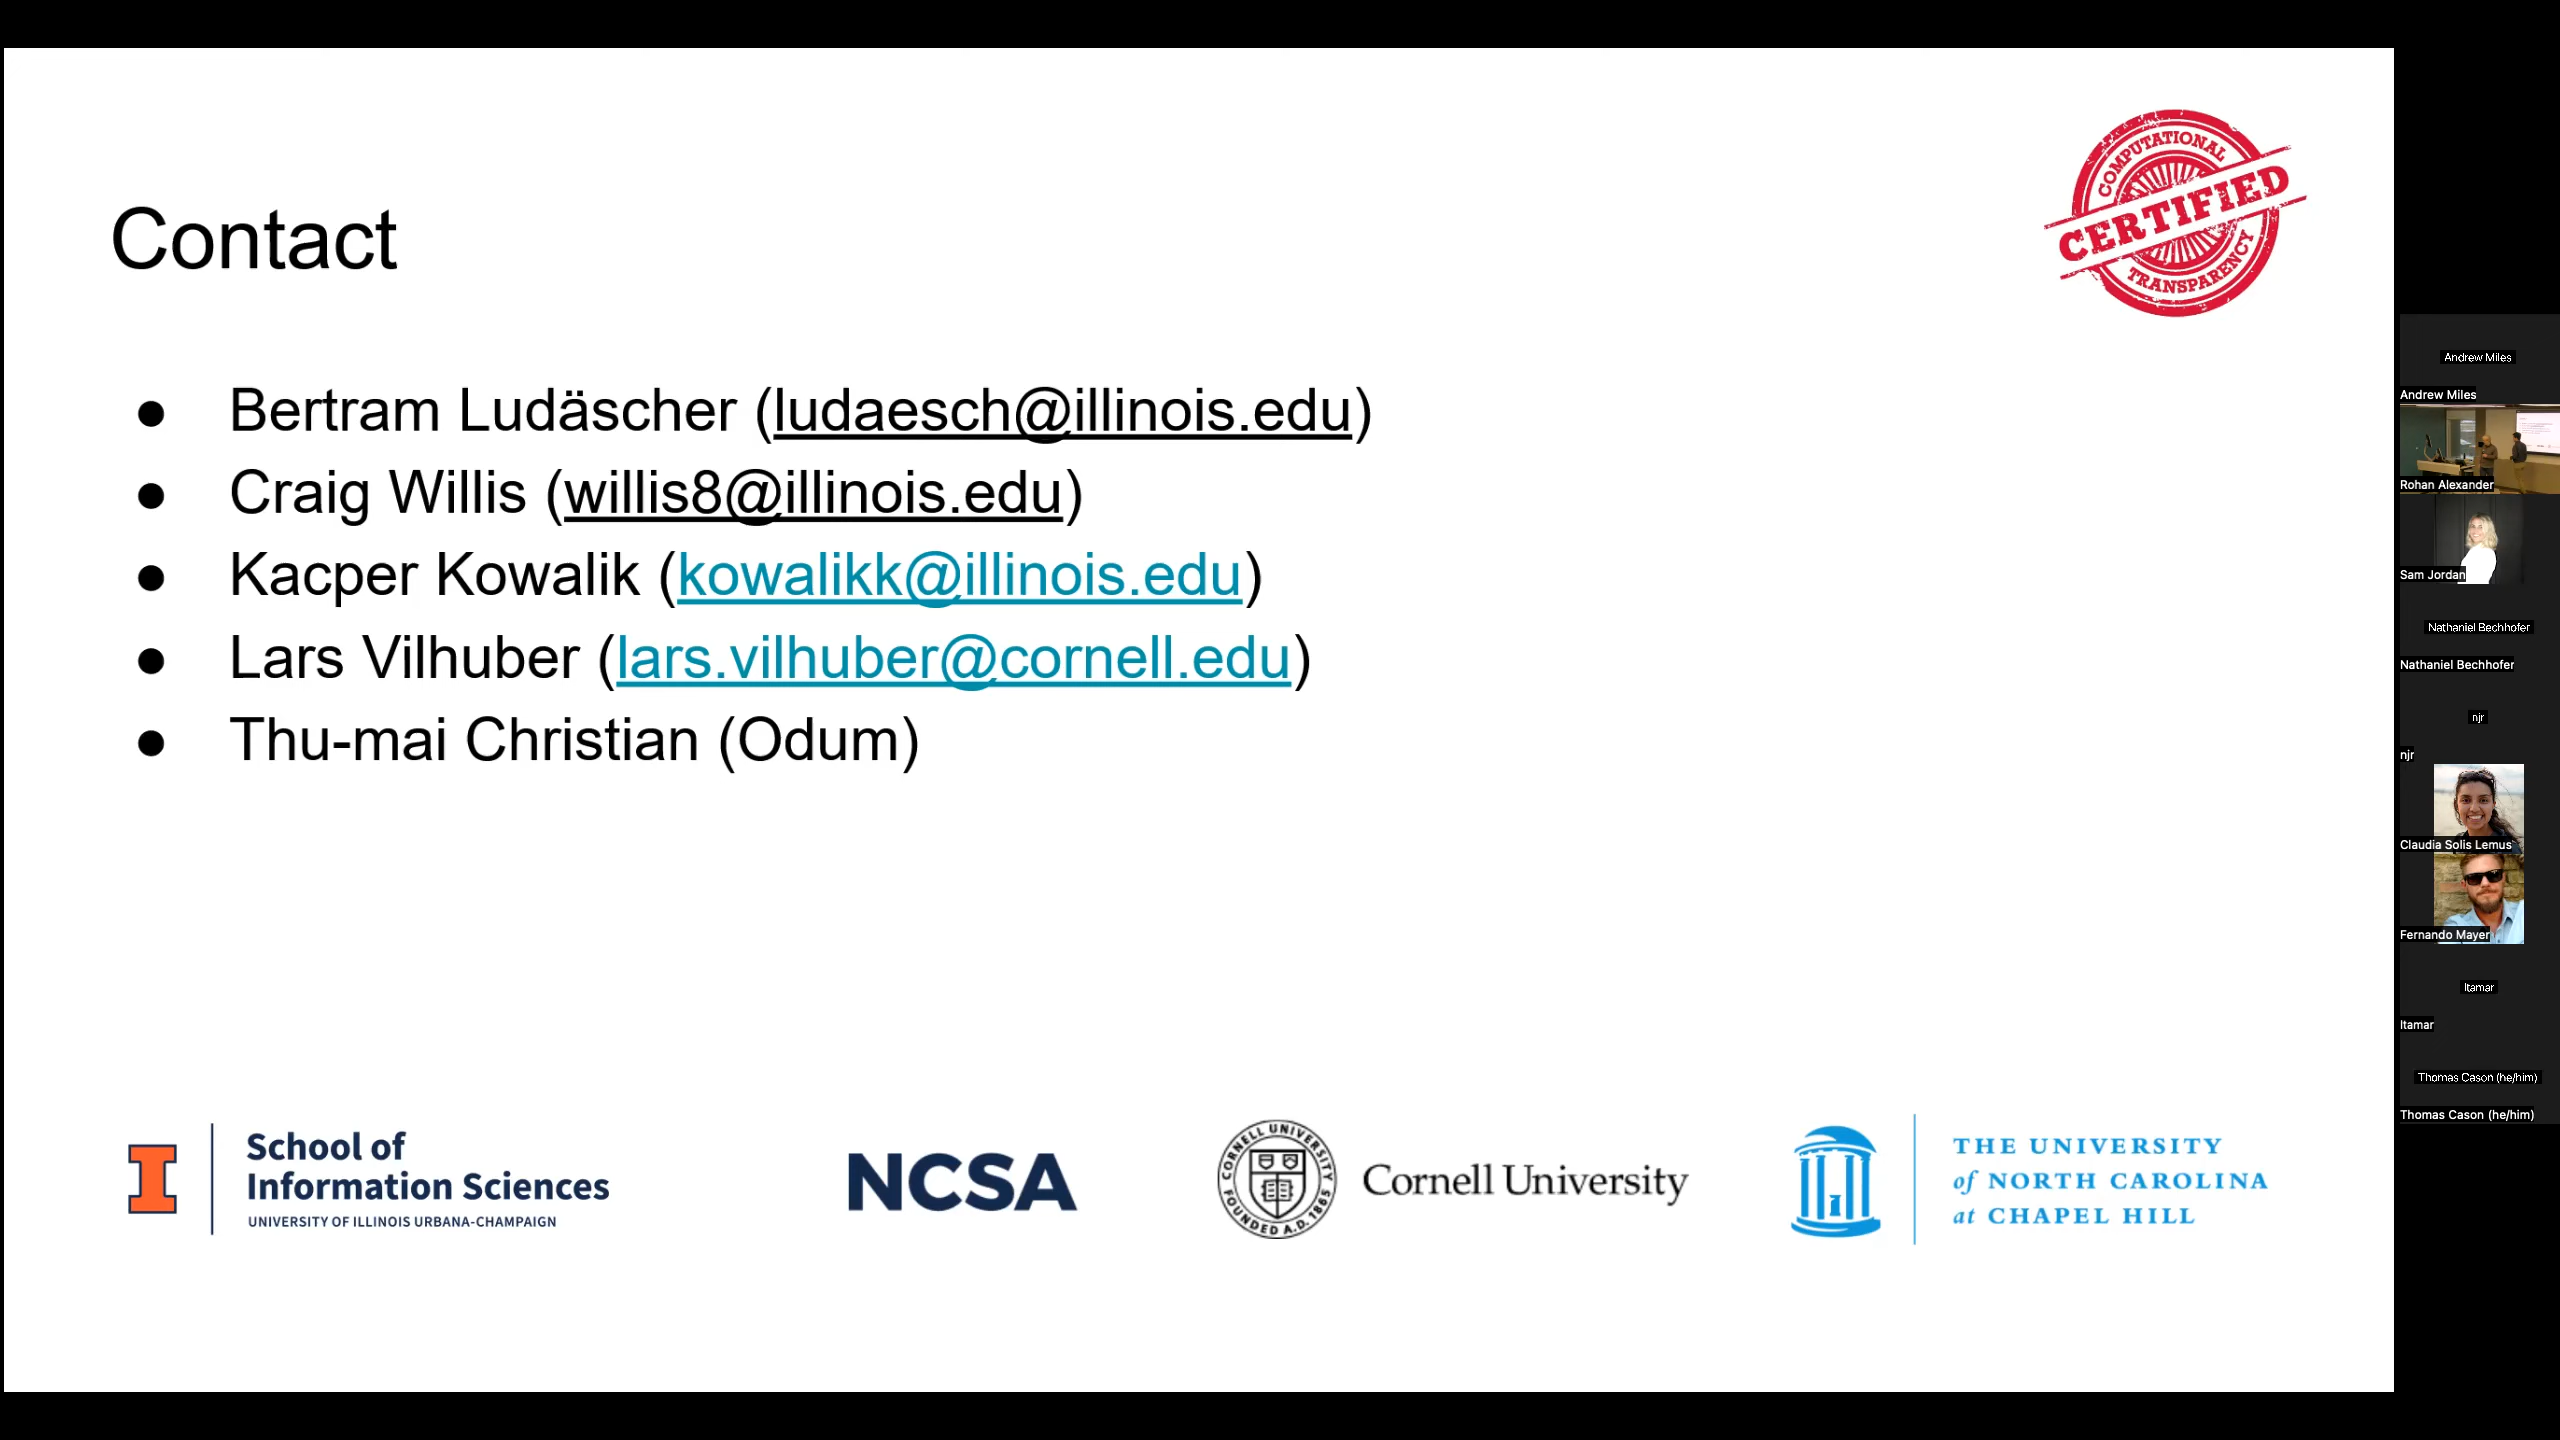 Contact
COMPUTATIONAL
CERTIFIED
TRANSPARENCY
● Bertram Ludäscher (ludaesch@illinois.edu)
● Craig Willis (willis8@illinois.edu)
● Kacper Kowalik (kowalikk@illinois.edu)
● Lars Vilhuber (lars.vilhuber@cornell.edu)
● Thu-mai Christian (Odum)
I
School of
Information Sciences
UNIVERSITY OF ILLINOIS URBANA-CHAMPAIGN
NCSA
CORNELL UNIVERSITY
FOUNDED A.D. 1865
Cornell University
THE UNIVERSITY
of NORTH CAROLINA
at CHAPEL HILL
Andrew Miles
Andrew Miles
Rohan Alexander
Sam Jordan
Nathaniel Bechhofer
Nathaniel Bechhofer
njr
njr
Claudia Solis Lemus
Fernando Mayer
Itamar
Itamar
Thomas Cason (he/him)
Thomas Cason (he/him)